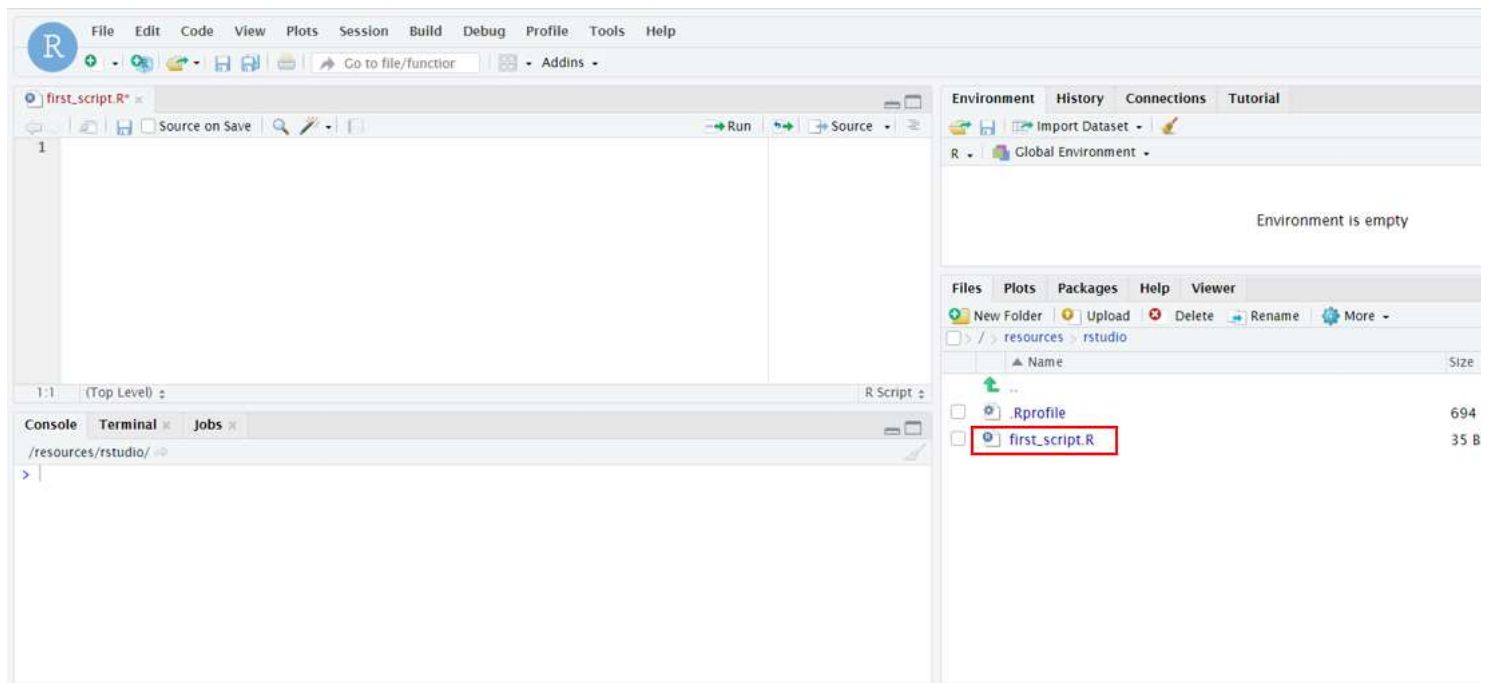 R
File Edit Code View Plots Session Build Debug Profile Tools Help
R Go to file/functior Addins
first_script.R*
Source on Save Run Source
1
1:1 (Top Level) R Script
Console Terminal Jobs
/resources/rstudio/
>
Environment History Connections Tutorial
Import Dataset
R Global Environment
Environment is empty
Files Plots Packages Help Viewer
New Folder Upload Delete Rename More
/ resources rstudio
Name Size
..
.Rprofile 694
first_script.R 35 B